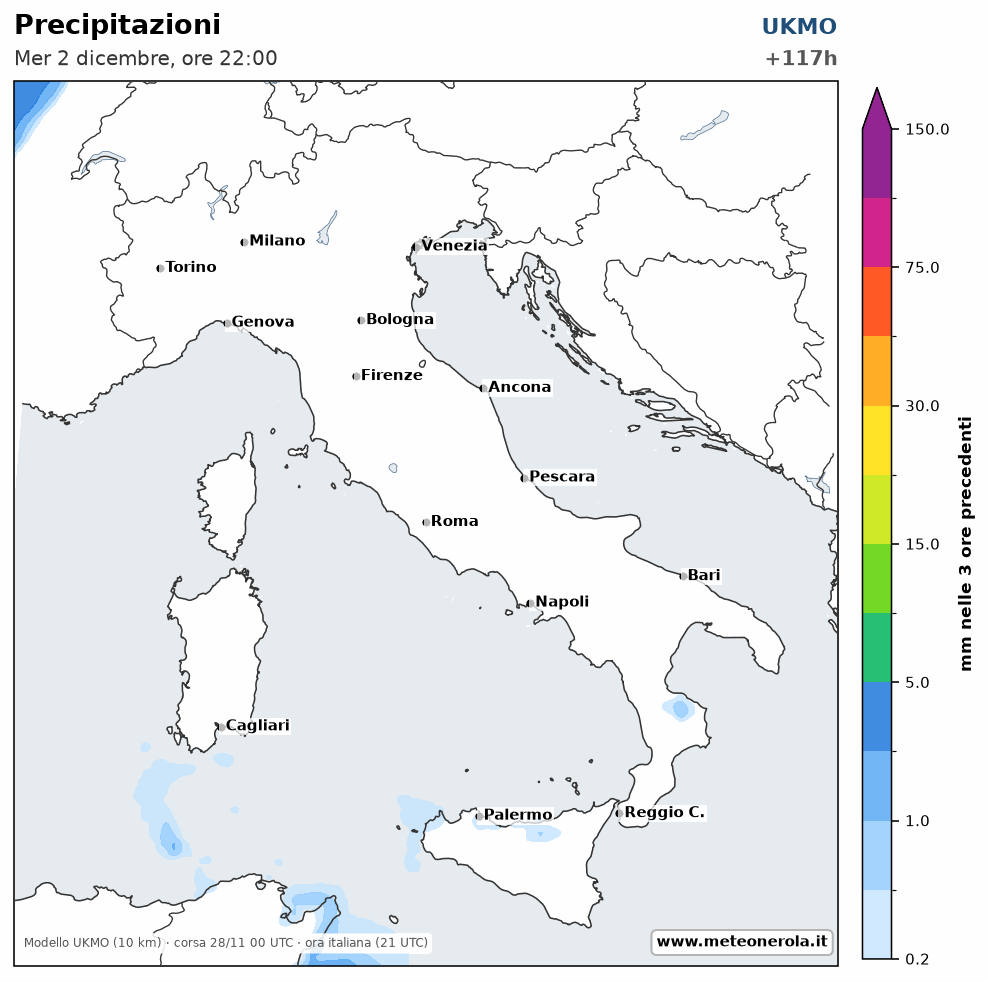 Precipitazioni
UKMO
Mer 2 dicembre, ore 22:00
+117h
150.0
75.0
30.0
15.0
5.0
1.0
0.2
mm nelle 3 ore precedenti
Milano
Venezia
Torino
Genova
Bologna
Firenze
Ancona
Pescara
Roma
Bari
Napoli
Cagliari
Palermo
Reggio C.
Modello UKMO (10 km) · corsa 28/11 00 UTC · ora italiana (21 UTC)
www.meteonerola.it